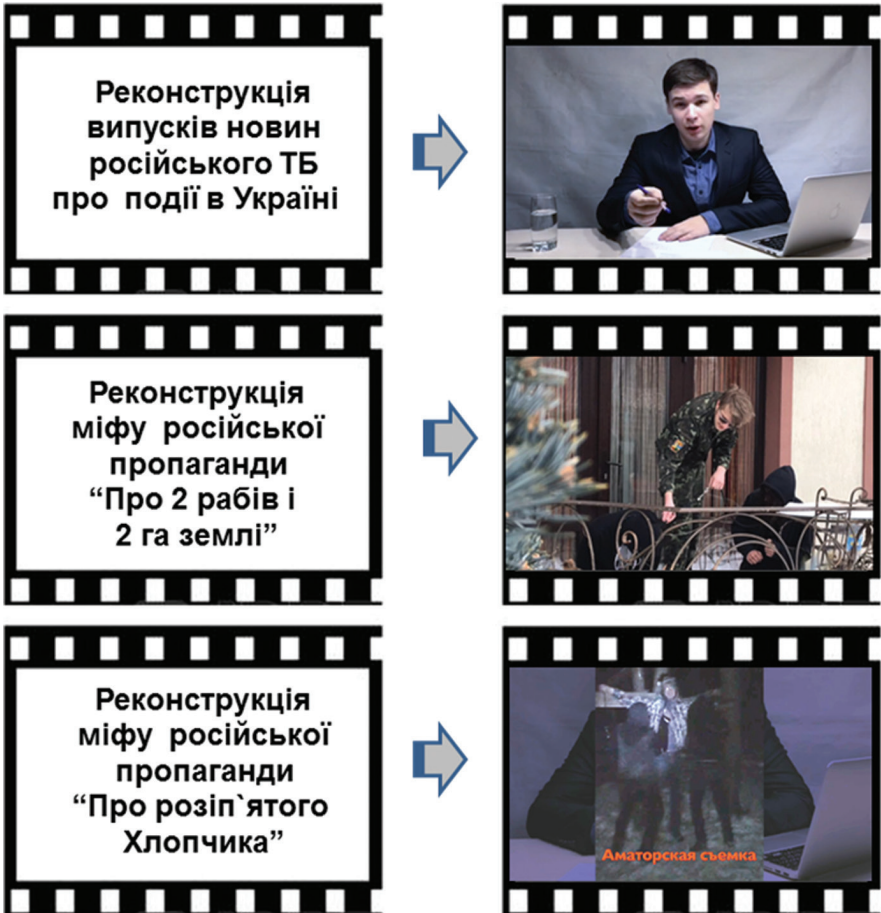 Реконструкція
випусків новин
російського ТБ
про події в Україні
Реконструкція
міфу російської
пропаганди
“Про 2 рабів і
2 га землі”
Реконструкція
міфу російської
пропаганди
“Про розіп`ятого
Хлопчика”
Аматорская съемка